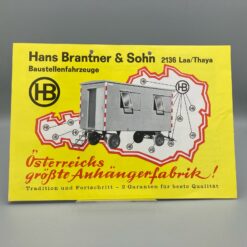 Hans Brantner & Sohn 2136 Laa/Thaya
Baustellenfahrzeuge
HB
HB
"Österreichs
größte Anhängerfabrik!
Tradition und Fortschritt - 2 Garanten für beste Qualität